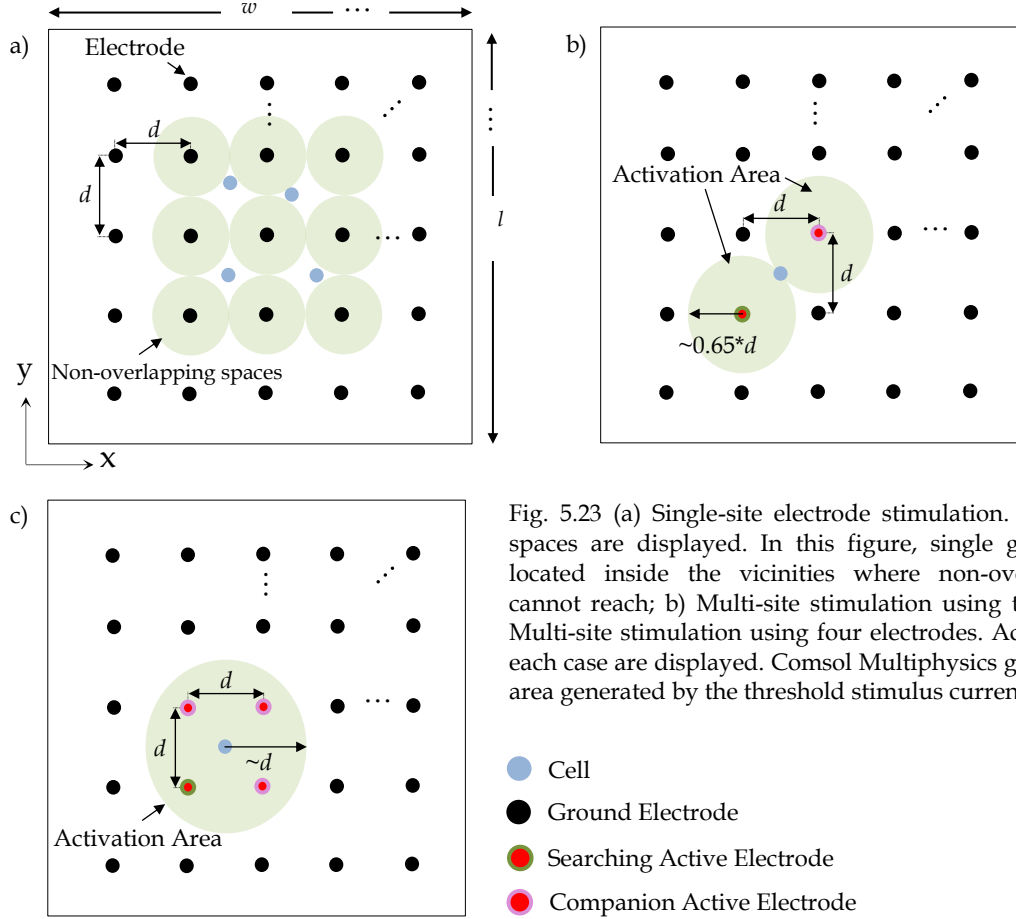 w ...
a)
Electrode
d
d
l
Non-overlapping spaces
y
x
b)
Activation Area
d
d
~0.65*d
c)
d
d
~d
Activation Area
Fig. 5.23 (a) Single-site electrode stimulation.
spaces are displayed. In this figure, single g
located inside the vicinities where non-ov
cannot reach; b) Multi-site stimulation using t
Multi-site stimulation using four electrodes. A
each case are displayed. Comsol Multiphysics g
area generated by the threshold stimulus curren
Cell
Ground Electrode
Searching Active Electrode
Companion Active Electrode